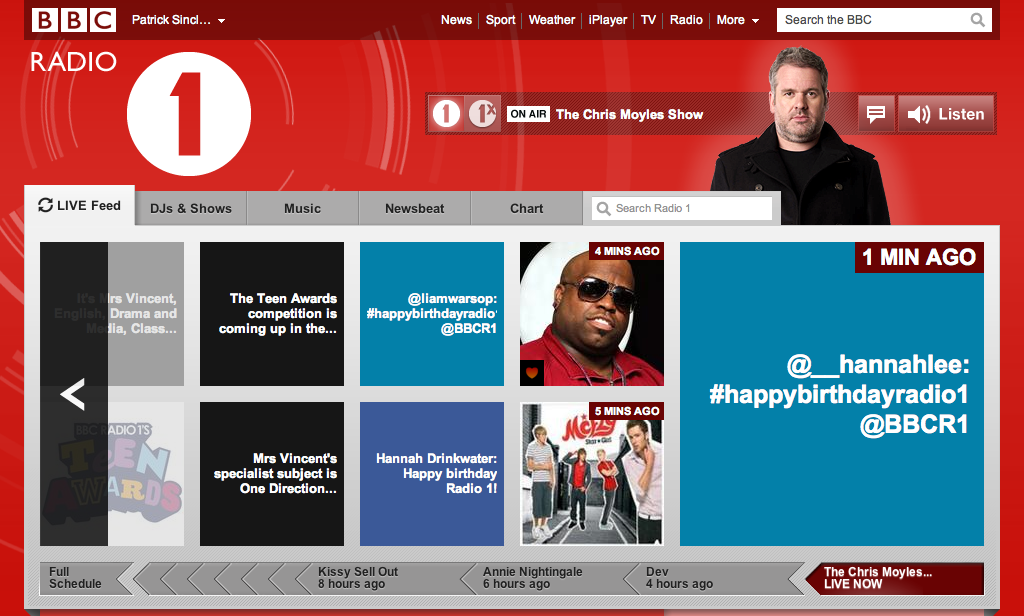 BBC
Patrick Sincl...
News
Sport
Weather
iPlayer
TV
Radio
More
Search the BBC
RADIO
1
1
1X
ON AIR
The Chris Moyles Show
Listen
LIVE Feed
DJs & Shows
Music
Newsbeat
Chart
Search Radio 1
It's Mrs Vincent,
English, Drama and
Media, Class...
The Teen Awards
competition is
coming up in the...
@liamwarsop:
#happybirthdayradio
@BBCR1
4 MINS AGO
1 MIN AGO
@__hannahlee:
#happybirthdayradio1
@BBCR1
BBC RADIO 1'S
TEEN
AWARDS
Mrs Vincent's
specialist subject is
One Direction...
Hannah Drinkwater:
Happy birthday
Radio 1!
5 MINS AGO
McFly
Star Girl
Full
Schedule
Kissy Sell Out
8 hours ago
Annie Nightingale
6 hours ago
Dev
4 hours ago
The Chris Moyles...
LIVE NOW